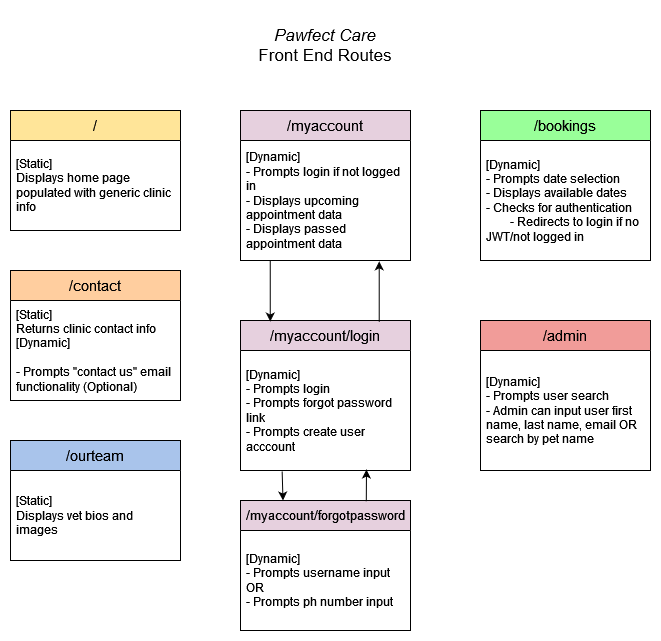 Pawfect Care
Front End Routes
/
[Static]
Displays home page
populated with generic clinic
info
/contact
[Static]
Returns clinic contact info
[Dynamic]
- Prompts "contact us" email
functionality (Optional)
/ourteam
[Static]
Displays vet bios and
images
/myaccount
[Dynamic]
- Prompts login if not logged
in
- Displays upcoming
appointment data
- Displays passed
appointment data
/myaccount/login
[Dynamic]
- Prompts login
- Prompts forgot password
link
- Prompts create user
acccount
/myaccount/forgotpassword
[Dynamic]
- Prompts username input
OR
- Prompts ph number input
/bookings
[Dynamic]
- Prompts date selection
- Displays available dates
- Checks for authentication
- Redirects to login if no
JWT/not logged in
/admin
[Dynamic]
- Prompts user search
- Admin can input user first
name, last name, email OR
search by pet name